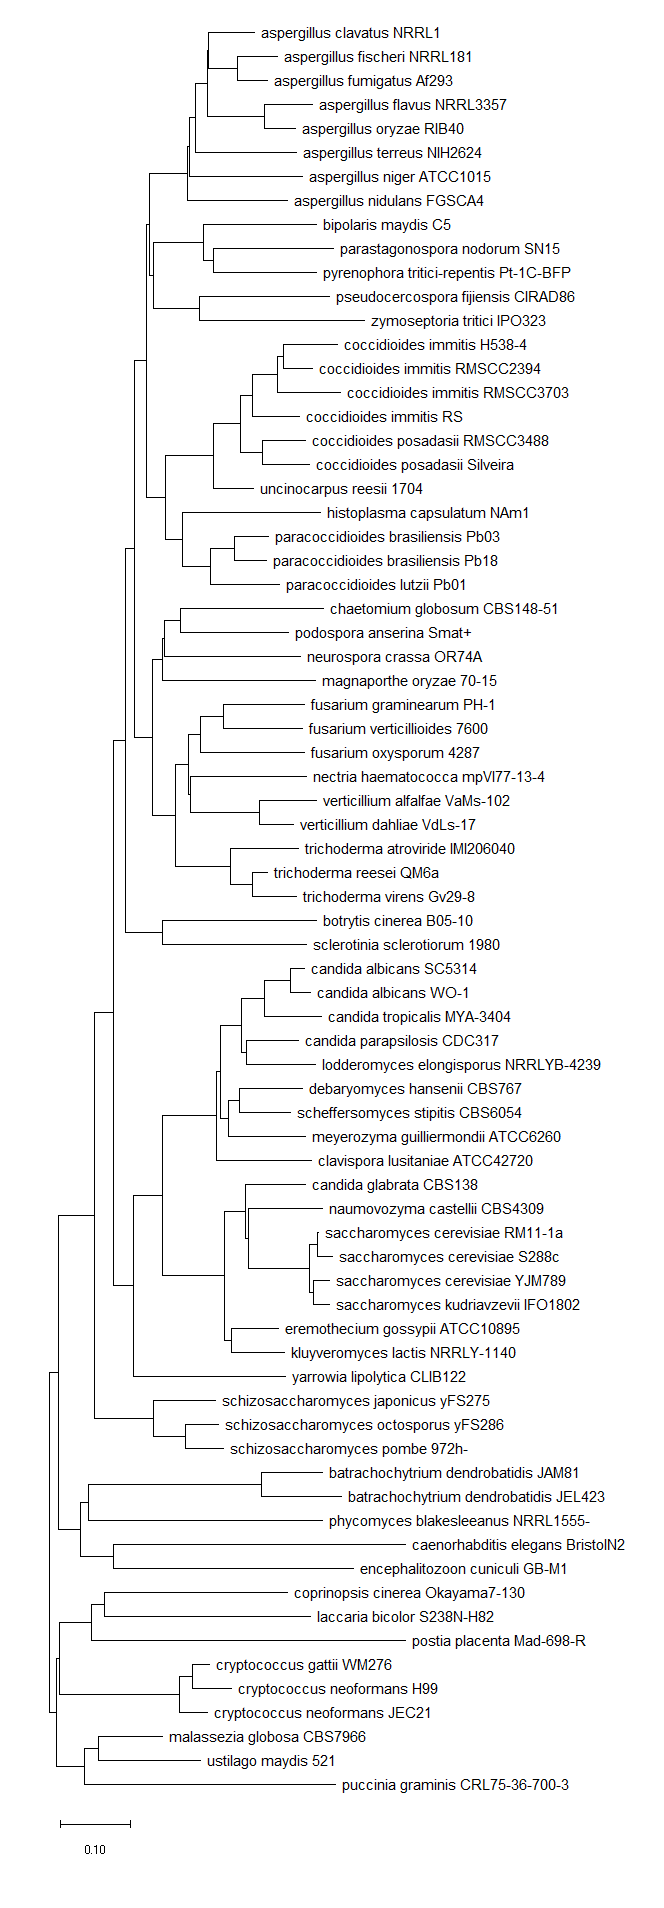 aspergillus clavatus NRRL1
aspergillus fischeri NRRL181
aspergillus fumigatus Af293
aspergillus flavus NRRL3357
aspergillus oryzae RIB40
aspergillus terreus NIH2624
aspergillus niger ATCC1015
aspergillus nidulans FGSCA4
bipolaris maydis C5
parastagonospora nodorum SN15
pyrenophora tritici-repentis Pt-1C-BFP
pseudocercospora fijiensis CIRAD86
zymoseptoria tritici IPO323
coccidioides immitis H538-4
coccidioides immitis RMSCC2394
coccidioides immitis RMSCC3703
coccidioides immitis RS
coccidioides posadasii RMSCC3488
coccidioides posadasii Silveira
uncinocarpus reesii 1704
histoplasma capsulatum NAm1
paracoccidioides brasiliensis Pb03
paracoccidioides brasiliensis Pb18
paracoccidioides lutzii Pb01
chaetomium globosum CBS148-51
podospora anserina Smat+
neurospora crassa OR74A
magnaporthe oryzae 70-15
fusarium graminearum PH-1
fusarium verticillioides 7600
fusarium oxysporum 4287
nectria haematococca mpVI77-13-4
verticillium alfalfae VaMs-102
verticillium dahliae VdLs-17
trichoderma atroviride IMI206040
trichoderma reesei QM6a
trichoderma virens Gv29-8
botrytis cinerea B05-10
sclerotinia sclerotiorum 1980
candida albicans SC5314
candida albicans WO-1
candida tropicalis MYA-3404
candida parapsilosis CDC317
lodderomyces elongisporus NRRLYB-4239
debaryomyces hansenii CBS767
scheffersomyces stipitis CBS6054
meyerozyma guilliermondii ATCC6260
clavispora lusitaniae ATCC42720
candida glabrata CBS138
naumovozyma castellii CBS4309
saccharomyces cerevisiae RM11-1a
saccharomyces cerevisiae S288c
saccharomyces cerevisiae YJM789
saccharomyces kudriavzevii IFO1802
eremothecium gossypii ATCC10895
kluyveromyces lactis NRRLY-1140
yarrowia lipolytica CLIB122
schizosaccharomyces japonicus yFS275
schizosaccharomyces octosporus yFS286
schizosaccharomyces pombe 972h-
batrachochytrium dendrobatidis JAM81
batrachochytrium dendrobatidis JEL423
phycomyces blakesleeanus NRRL1555-
caenorhabditis elegans BristolN2
encephalitozoon cuniculi GB-M1
coprinopsis cinerea Okayama7-130
laccaria bicolor S238N-H82
postia placenta Mad-698-R
cryptococcus gattii WM276
cryptococcus neoformans H99
cryptococcus neoformans JEC21
malassezia globosa CBS7966
ustilago maydis 521
puccinia graminis CRL75-36-700-3
0.10